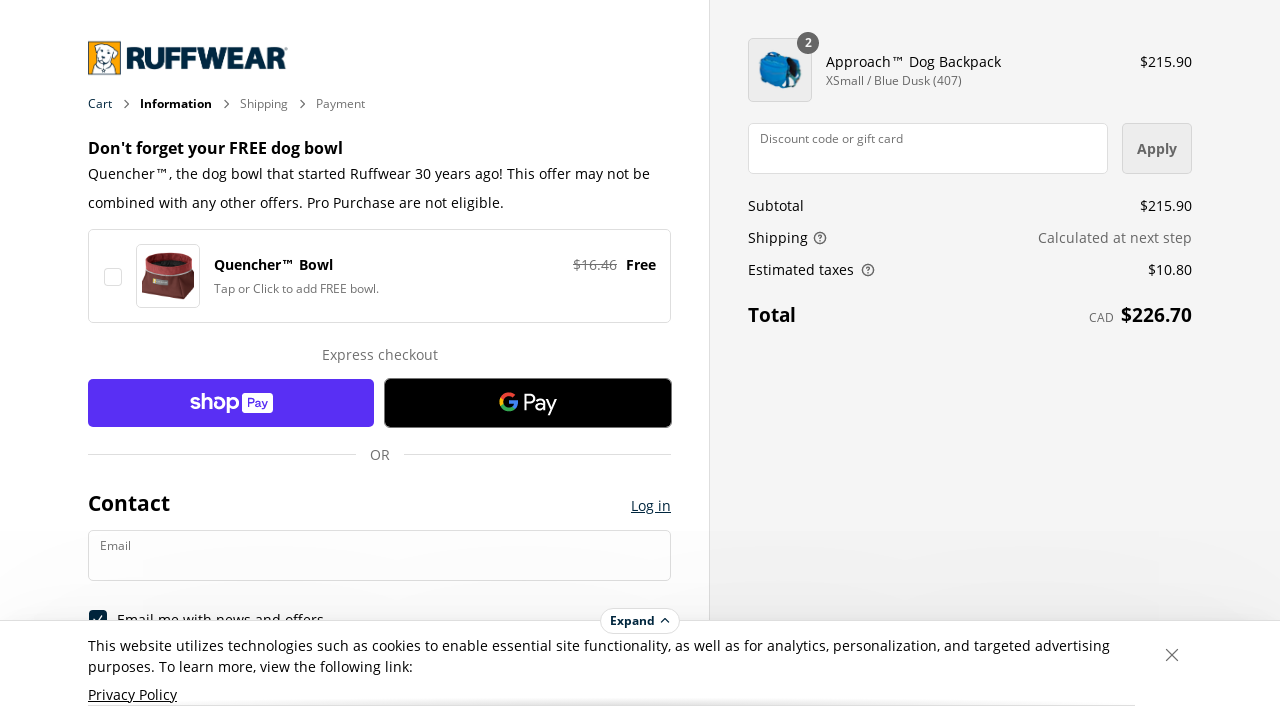 RUFFWEAR
Cart > Information > Shipping > Payment
Don't forget your FREE dog bowl
Quencher™, the dog bowl that started Ruffwear 30 years ago! This offer may not be
combined with any other offers. Pro Purchase are not eligible.
Quencher™ Bowl $16.46 Free
Tap or Click to add FREE bowl.
Express checkout
shop Pay
G Pay
OR
Contact Log in
Email
Email me with news and offers
2
Approach™ Dog Backpack $215.90
XSmall / Blue Dusk (407)
Discount code or gift card
Apply
Subtotal $215.90
Shipping Calculated at next step
Estimated taxes $10.80
Total CAD $226.70
Expand
This website utilizes technologies such as cookies to enable essential site functionality, as well as for analytics, personalization, and targeted advertising
purposes. To learn more, view the following link:
Privacy Policy